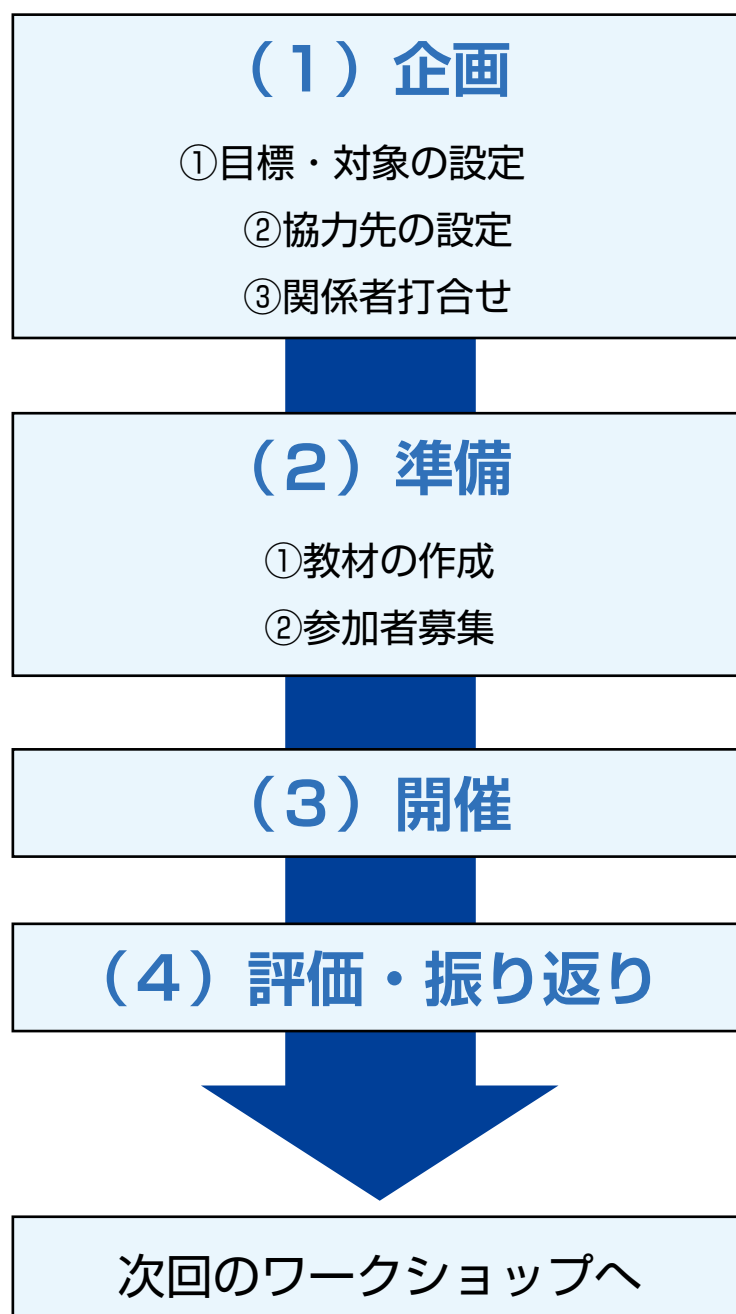 （１）企画
①目標・対象の設定
②協力先の設定
③関係者打合せ
（２）準備
①教材の作成
②参加者募集
（３）開催
（４）評価・振り返り
次回のワークショップへ